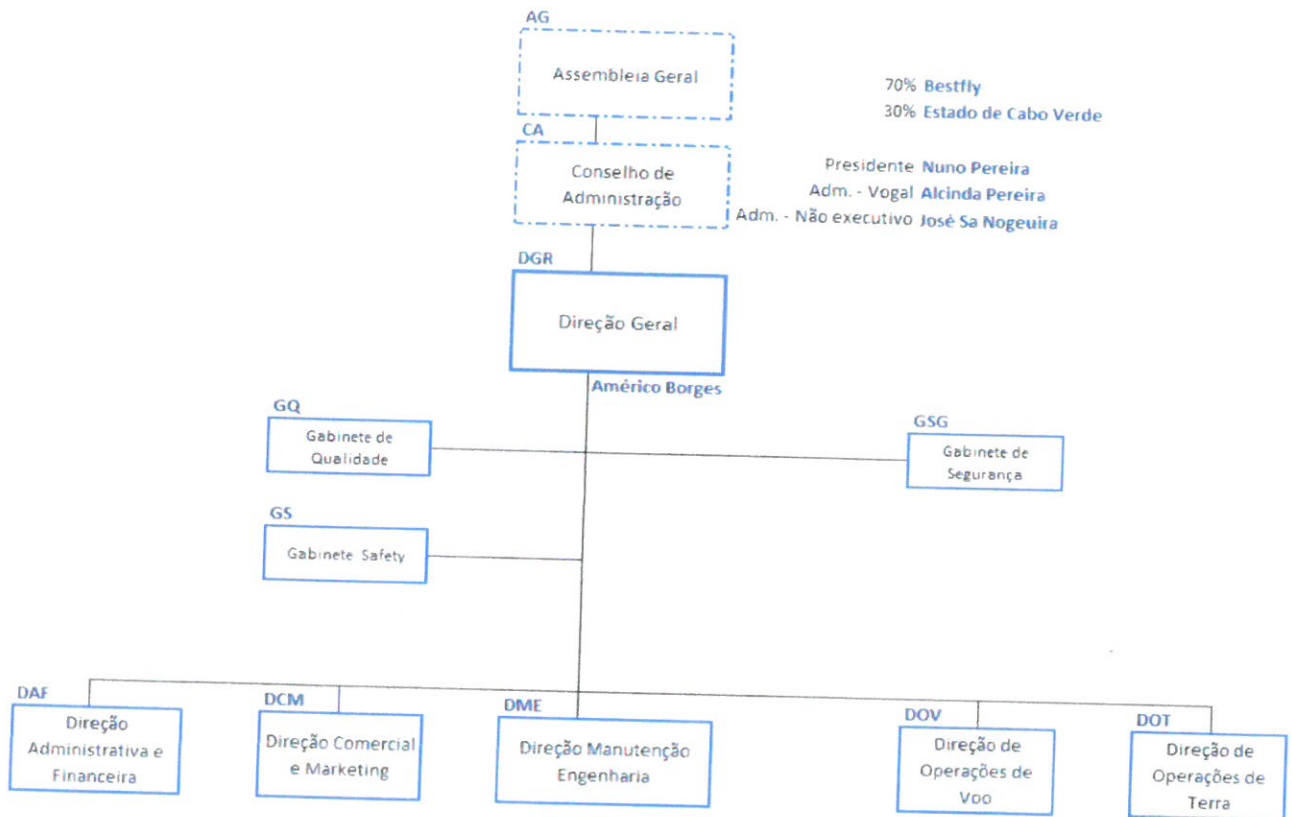 AG
Assembleia Geral
70% Bestfly
30% Estado de Cabo Verde
CA
Conselho de
Administração
Presidente Nuno Pereira
Adm. - Vogal Alcinda Pereira
Adm. - Não executivo José Sa Nogeuira
DGR
Direção Geral
Américo Borges
GQ
Gabinete de
Qualidade
GSG
Gabinete de
Segurança
GS
Gabinete Safety
DAF
Direção
Administrativa e
Financeira
DCM
Direção Comercial
e Marketing
DME
Direção Manutenção
Engenharia
DOV
Direção de
Operações de
Voo
DOT
Direção de
Operações de
Terra